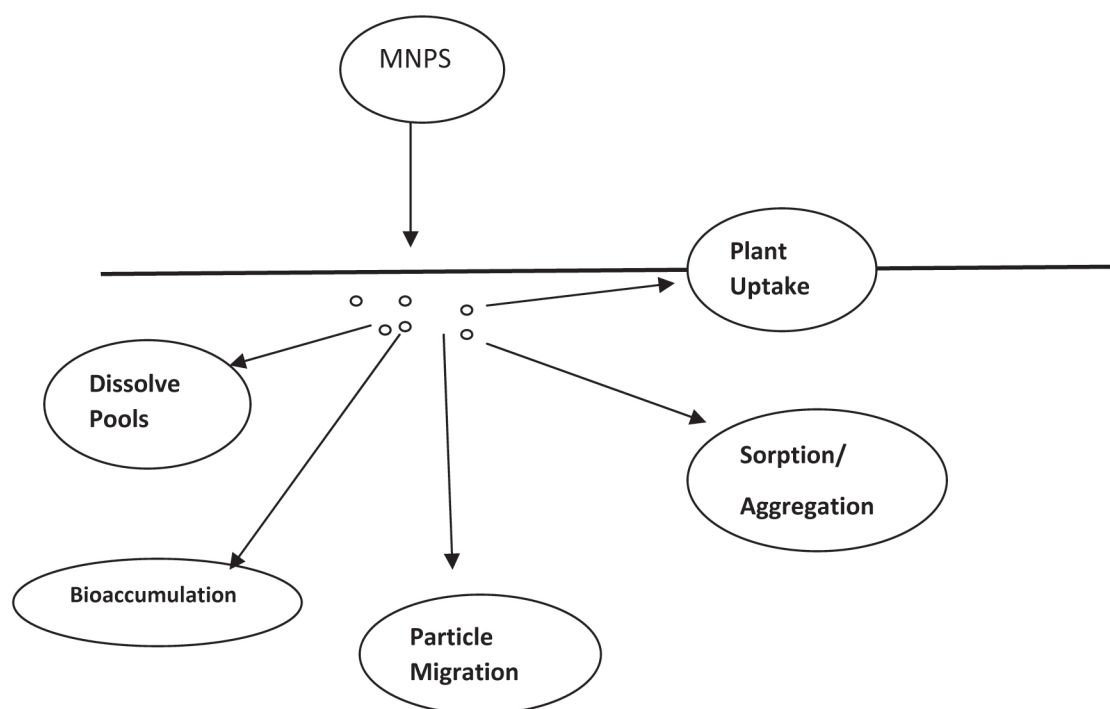 MNPS
Plant
Uptake
Dissolve
Pools
Sorption/
Aggregation
Bioaccumulation
Particle
Migration